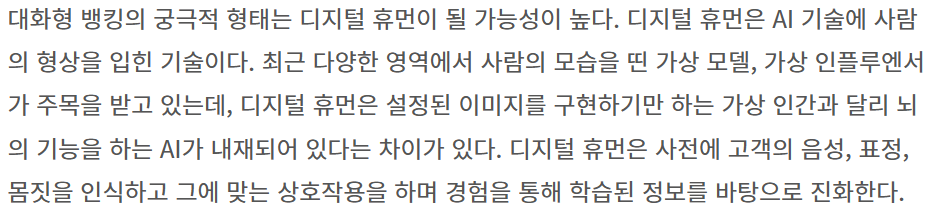 대화형 뱅킹의 궁극적 형태는 디지털 휴먼이 될 가능성이 높다. 디지털 휴먼은 AI 기술에 사람
의 형상을 입힌 기술이다. 최근 다양한 영역에서 사람의 모습을 띤 가상 모델, 가상 인플루엔서
가 주목을 받고 있는데, 디지털 휴먼은 설정된 이미지를 구현하기만 하는 가상 인간과 달리 뇌
의 기능을 하는 AI가 내재되어 있다는 차이가 있다. 디지털 휴먼은 사전에 고객의 음성, 표정,
몸짓을 인식하고 그에 맞는 상호작용을 하며 경험을 통해 학습된 정보를 바탕으로 진화한다.